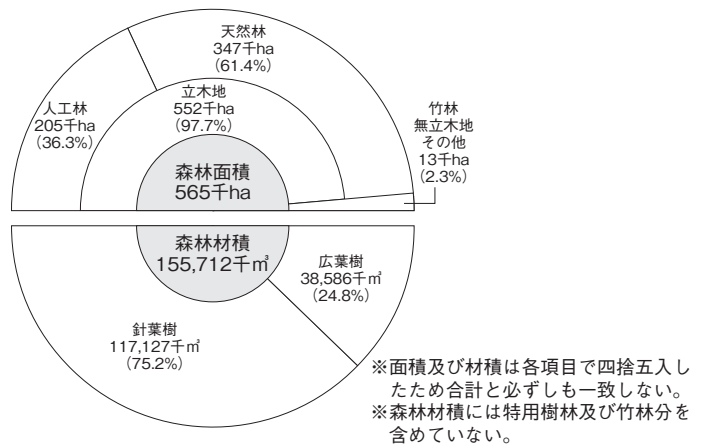 天然林
347千ha
(61.4%)
人工林
205千ha
(36.3%)
立木地
552千ha
(97.7%)
竹林
無立木地
その他
13千ha
(2.3%)
森林面積
565千ha
森林材積
155,712千㎥
広葉樹
38,586千㎥
(24.8%)
針葉樹
117,127千㎥
(75.2%)
※面積及び材積は各項目で四捨五入し
たため合計と必ずしも一致しない。
※森林材積には特用樹林及び竹林分を
含めていない。